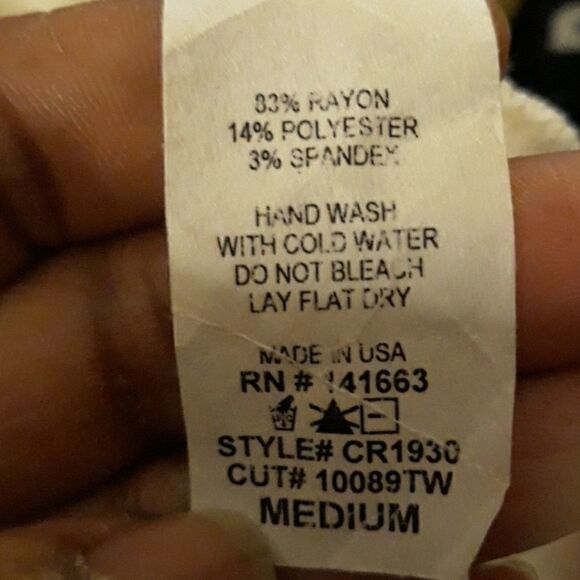 83% RAYON
14% POLYESTER
3% SPANDEX
HAND WASH
WITH COLD WATER
DO NOT BLEACH
LAY FLAT DRY
MADE IN USA
RN # 141663
STYLE# CR1930
CUT# 10089TW
MEDIUM